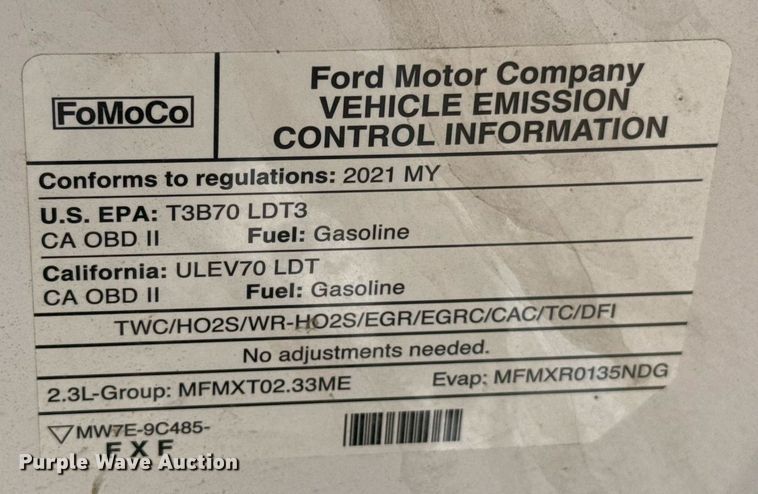 FoMoCo
Ford Motor Company
VEHICLE EMISSION
CONTROL INFORMATION
Conforms to regulations: 2021 MY
U.S. EPA: T3B70 LDT3
CA OBD II Fuel: Gasoline
California: ULEV70 LDT
CA OBD II Fuel: Gasoline
TWC/HO2S/WR-HO2S/EGR/EGRC/CAC/TC/DFI
No adjustments needed.
2.3L-Group: MFMXT02.33ME Evap: MFMXR0135NDG
MW7E-9C485-
FXF
Purple Wave Auction